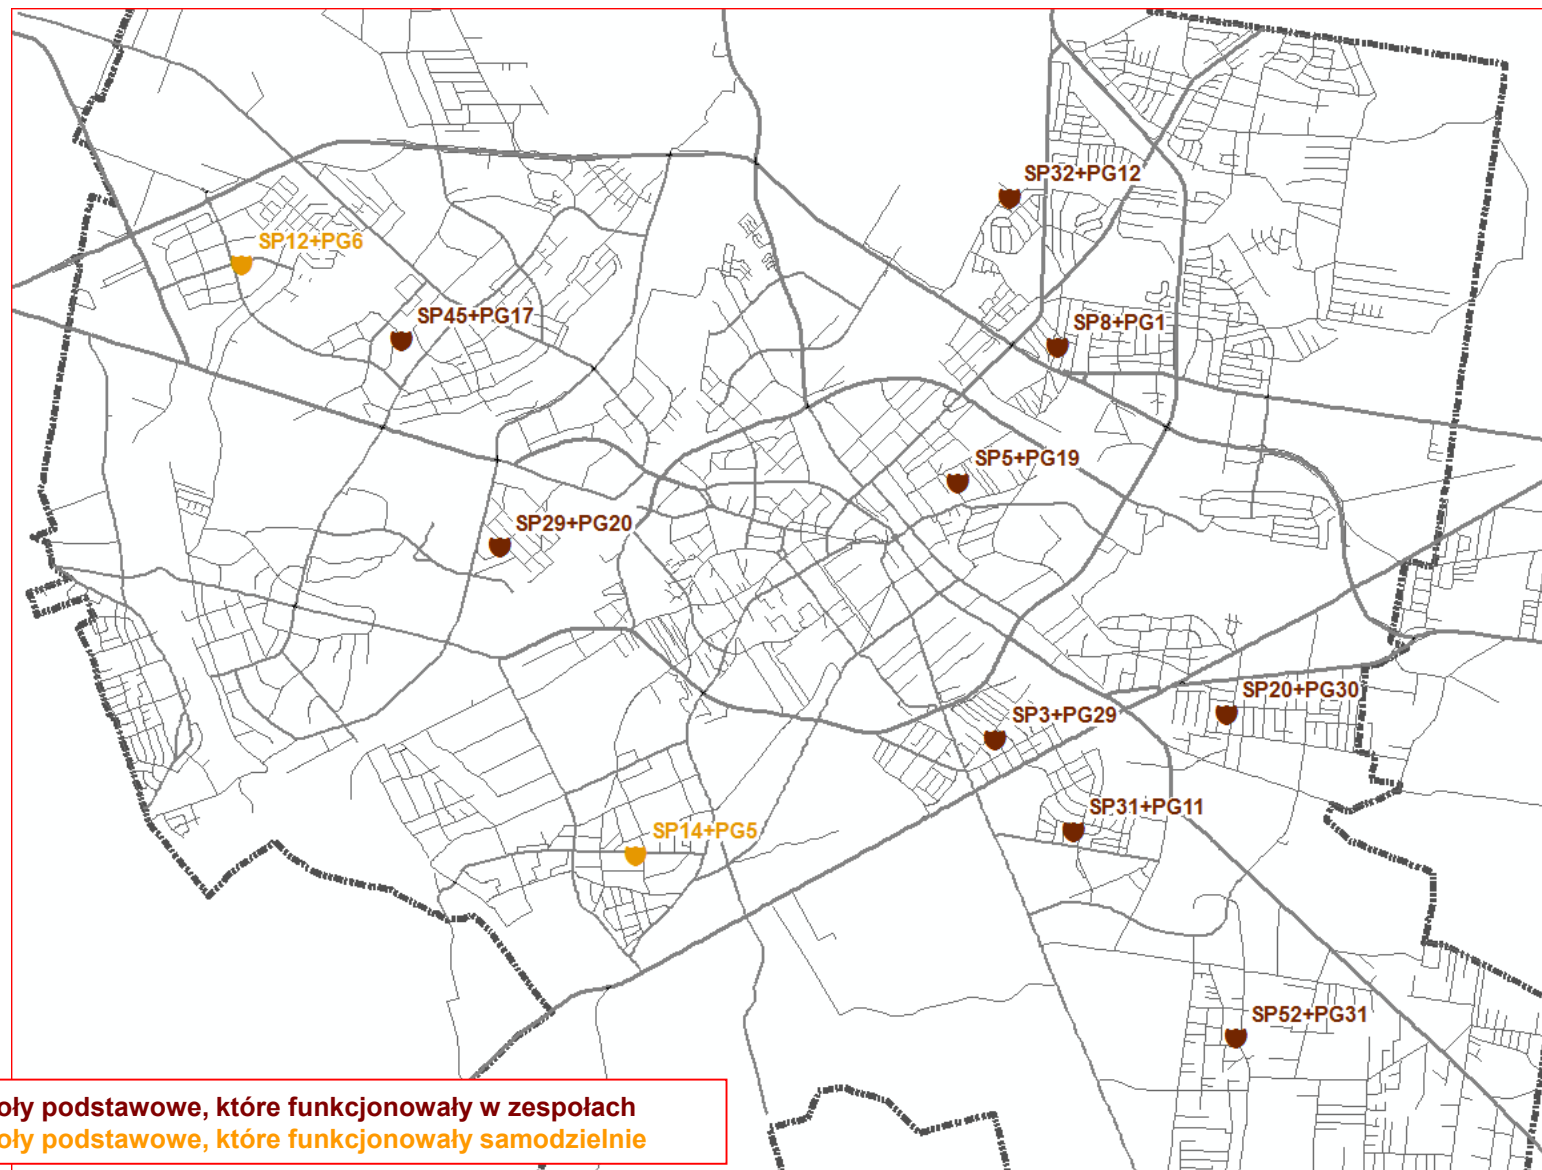 SP32+PG12
SP12+PG6
SP45+PG17
SP8+PG1
SP5+PG19
SP29+PG20
SP20+PG30
SP3+PG29
SP31+PG11
SP14+PG5
SP52+PG31
oły podstawowe, które funkcjonowały w zespołach
oły podstawowe, które funkcjonowały samodzielnie